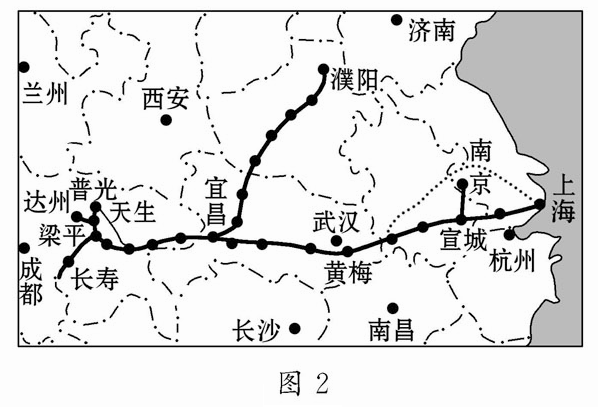 济南
濮阳
兰州
西安
南京
上海
宜昌
普光
达州
天生
梁平
武汉
宣城
杭州
成都
长寿
黄梅
长沙
南昌
图 2